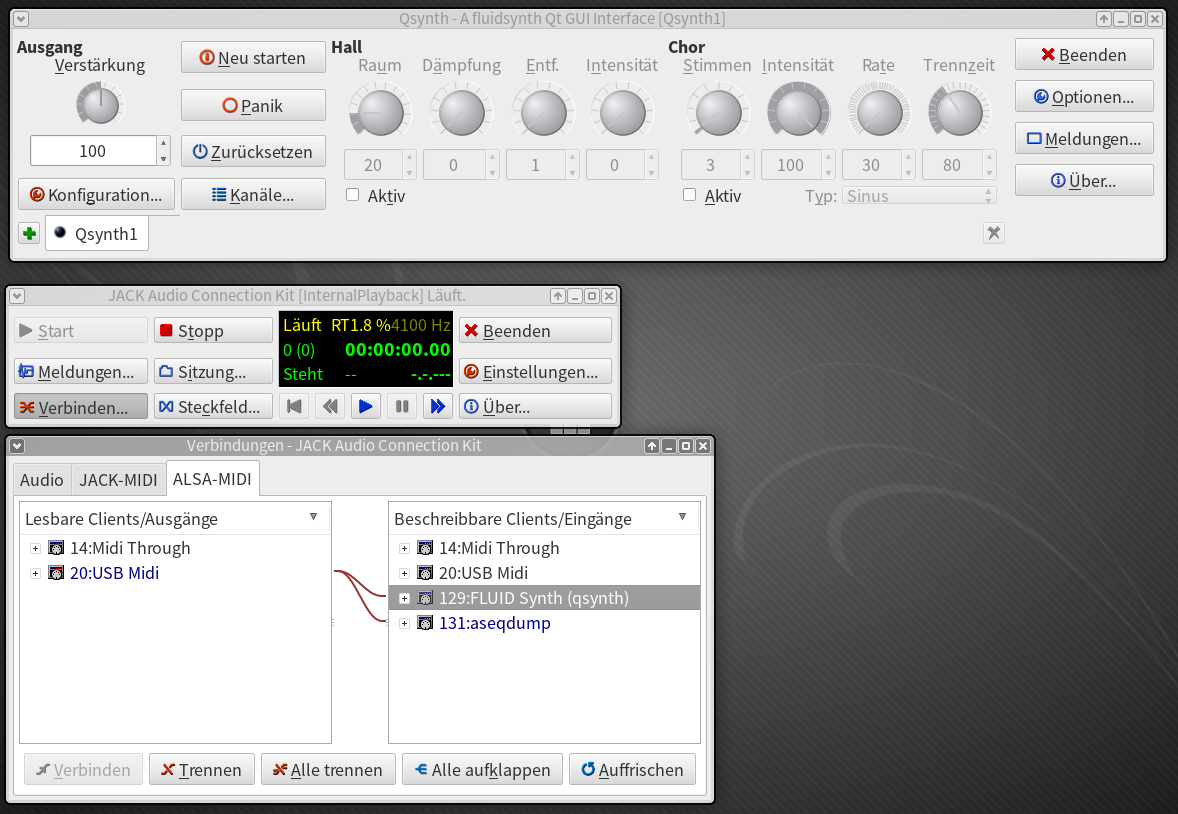 Qsynth - A fluidsynth Qt GUI Interface [Qsynth1]
Ausgang
Verstärkung
100
Konfiguration...
Neu starten
Panik
Zurücksetzen
Kanäle...
Hall
Raum Dämpfung Entf. Intensität
20 0 1 0
Aktiv
Chor
Stimmen Intensität Rate Trennzeit
3 100 30 80
Aktiv Typ: Sinus
Beenden
Optionen...
Meldungen...
Über...
Qsynth1
JACK Audio Connection Kit [InternalPlayback] Läuft.
Start Stopp
Meldungen... Sitzung...
Verbinden... Steckfeld...
Läuft RT1.8 %4100 Hz
0 (0) 00:00:00.00
Steht -- -.-.---
Beenden
Einstellungen...
Über...
Verbindungen - JACK Audio Connection Kit
Audio JACK-MIDI ALSA-MIDI
Lesbare Clients/Ausgänge
14:Midi Through
20:USB Midi
Beschreibbare Clients/Eingänge
14:Midi Through
20:USB Midi
129:FLUID Synth (qsynth)
131:aseqdump
Verbinden Trennen Alle trennen Alle aufklappen Auffrischen